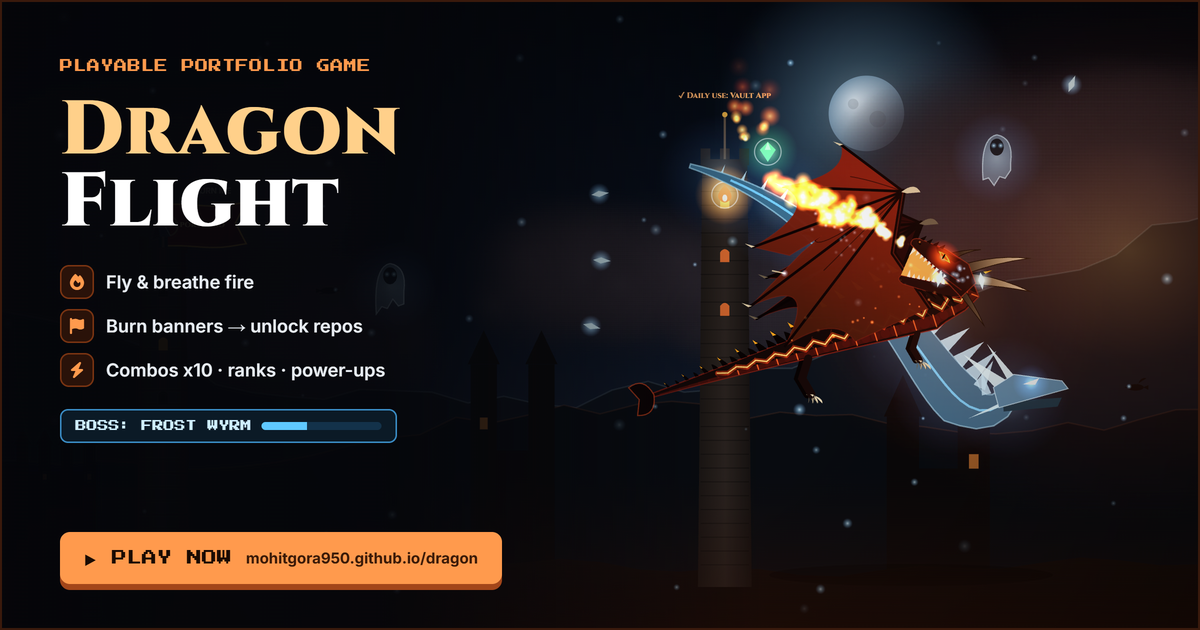 PLAYABLE PORTFOLIO GAME
DRAGON
FLIGHT
Fly & breathe fire
Burn banners → unlock repos
Combos x10 · ranks · power-ups
BOSS: FROST WYRM
▶ PLAY NOW mohitgora950.github.io/dragon
✓ DAILY USE: VAULT APP